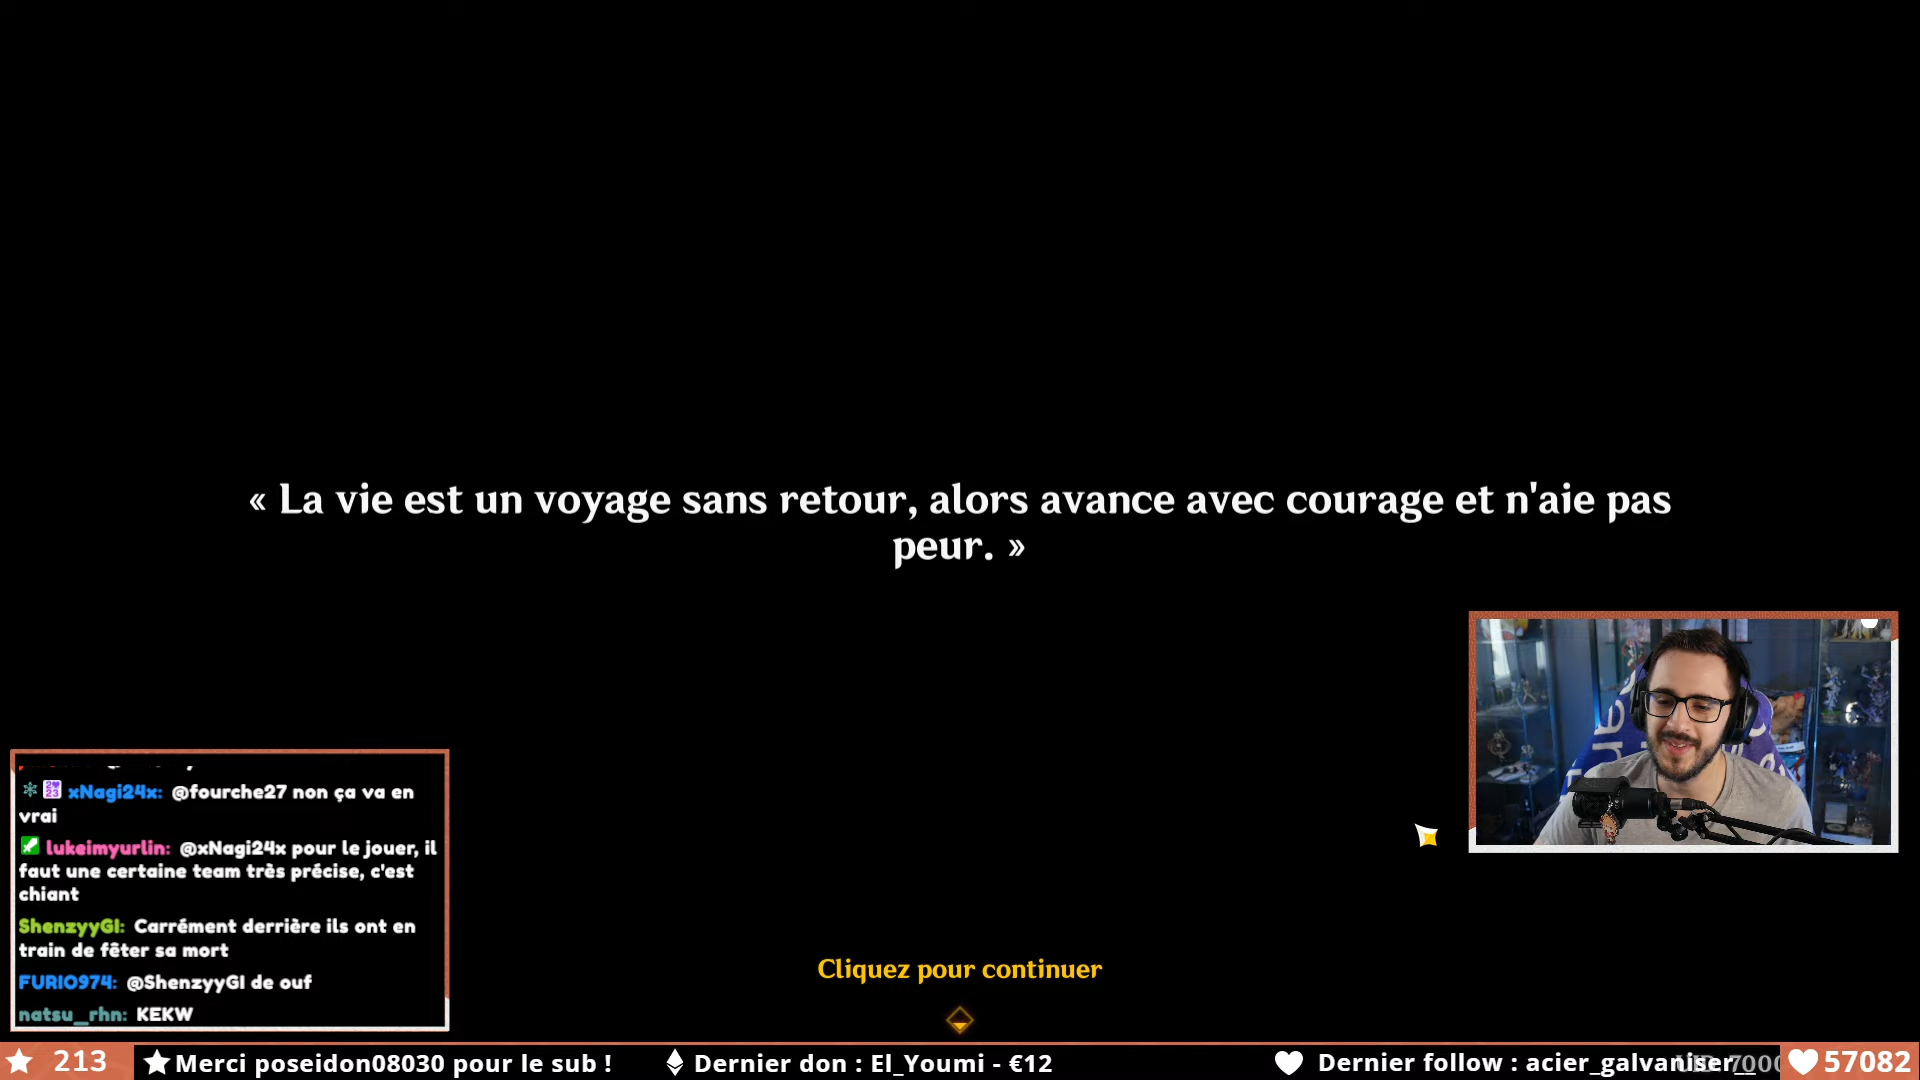 « La vie est un voyage sans retour, alors avance avec courage et n'aie pas
peur. »
xNagi24x: @fourche27 non ça va en
vrai
lukeimyurlin: @xNagi24x pour le jouer, il
faut une certaine team très précise, c'est
chiant
ShenzyyGI: Carrément derrière ils ont en
train de fêter sa mort
FURIO974: @ShenzyyGI de ouf
natsu_rhn: KEKW
Cliquez pour continuer
213
Merci poseidon08030 pour le sub !
Dernier don : El_Youmi - €12
Dernier follow : acier_galvaniser__
57082